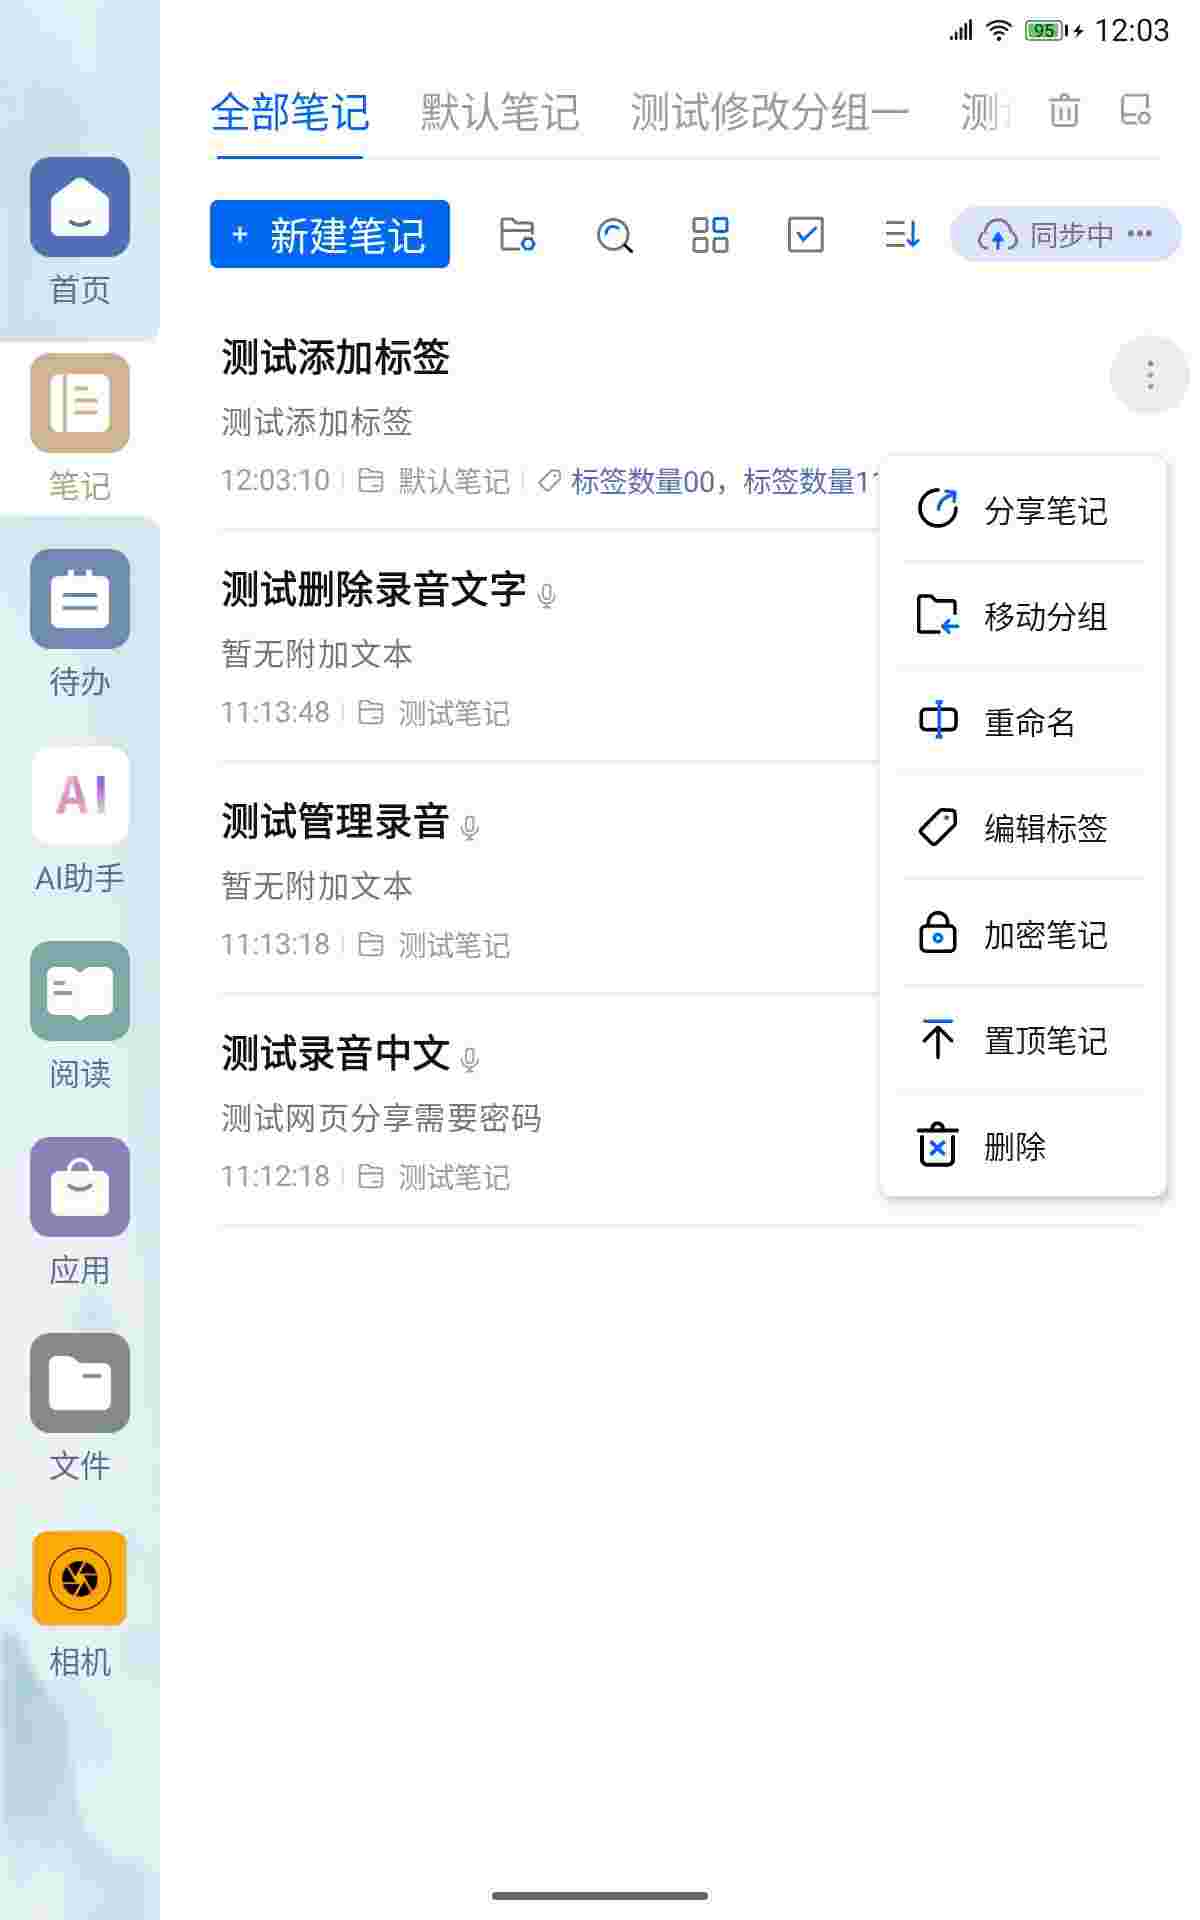 95 12:03
全部笔记 默认笔记 测试修改分组一 测
+ 新建笔记 同步中 •••
首页
笔记
待办
AI
AI助手
阅读
应用
文件
相机
测试添加标签
测试添加标签
12:03:10 默认笔记 标签数量00，标签数量1
测试删除录音文字
暂无附加文本
11:13:48 测试笔记
测试管理录音
暂无附加文本
11:13:18 测试笔记
测试录音中文
测试网页分享需要密码
11:12:18 测试笔记
分享笔记
移动分组
重命名
编辑标签
加密笔记
置顶笔记
删除